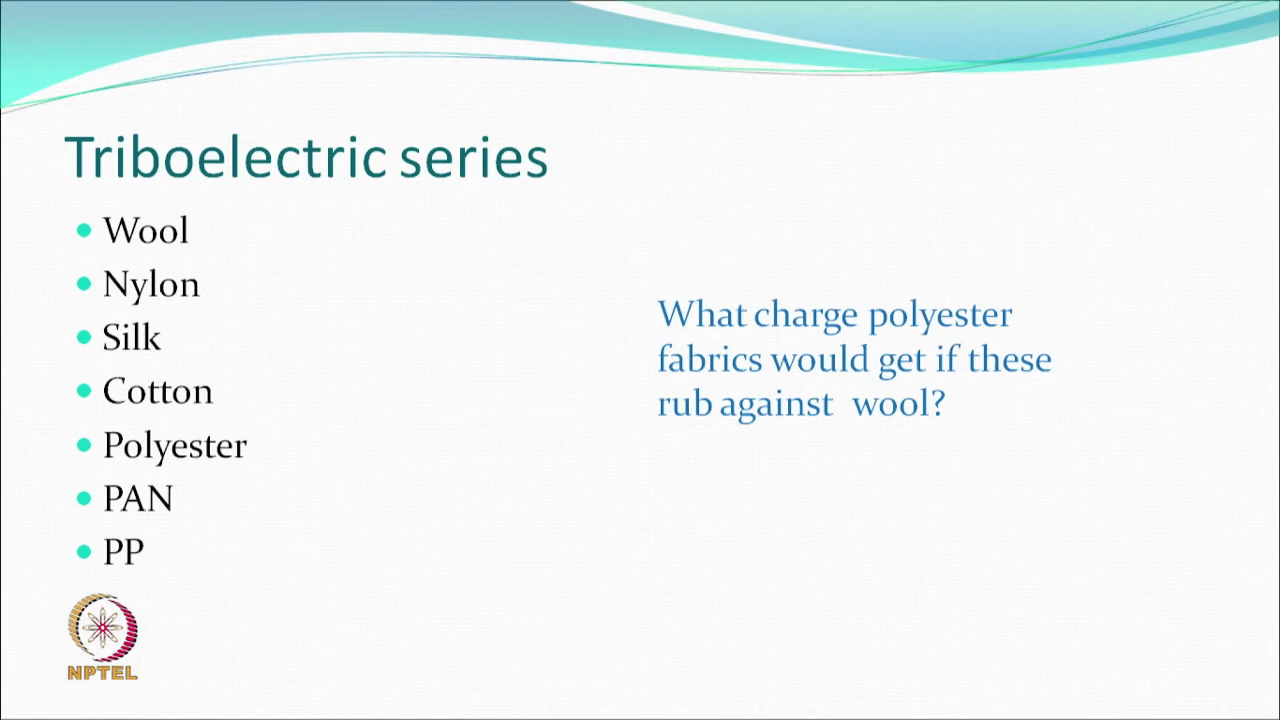 Triboelectric series
Wool
Nylon
Silk
Cotton
Polyester
PAN
PP
What charge polyester
fabrics would get if these
rub against wool?
NPTEL